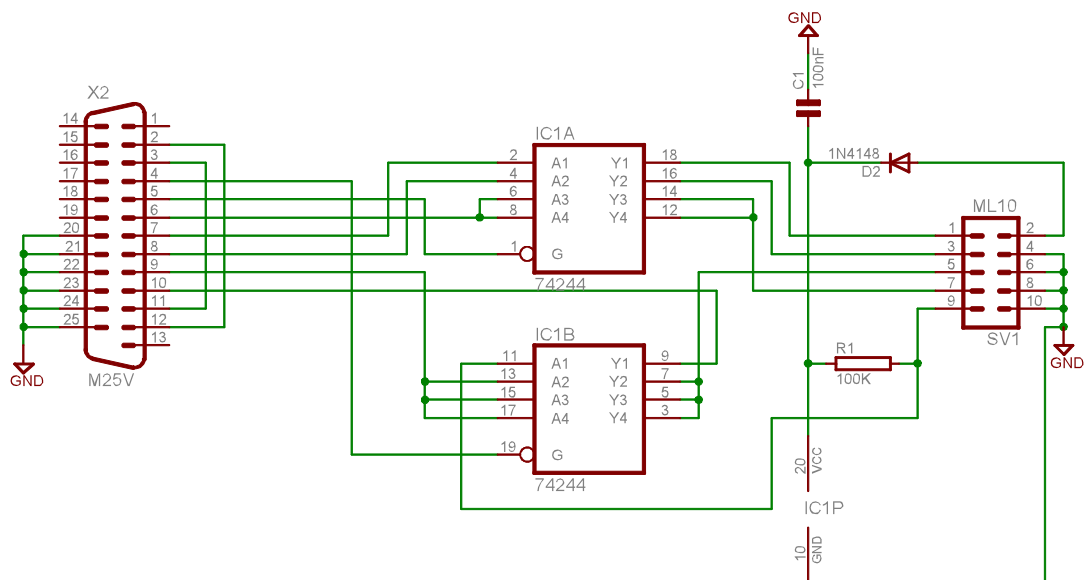 GND
C1
100nF
X2
14 1
15 2
16 3
17 4
18 5
19 6
20 7
21 8
22 9
23 10
24 11
25 12
13
GND
M25V
IC1A
2 A1 Y1 18
4 A2 Y2 16
6 A3 Y3 14
8 A4 Y4 12
1 G
74244
IC1B
11 A1 Y1 9
13 A2 Y2 7
15 A3 Y3 5
17 A4 Y4 3
19 G
74244
1N4148
D2
ML10
1 2
3 4
5 6
7 8
9 10
SV1
GND
R1
100K
20
VCC
IC1P
10
GND